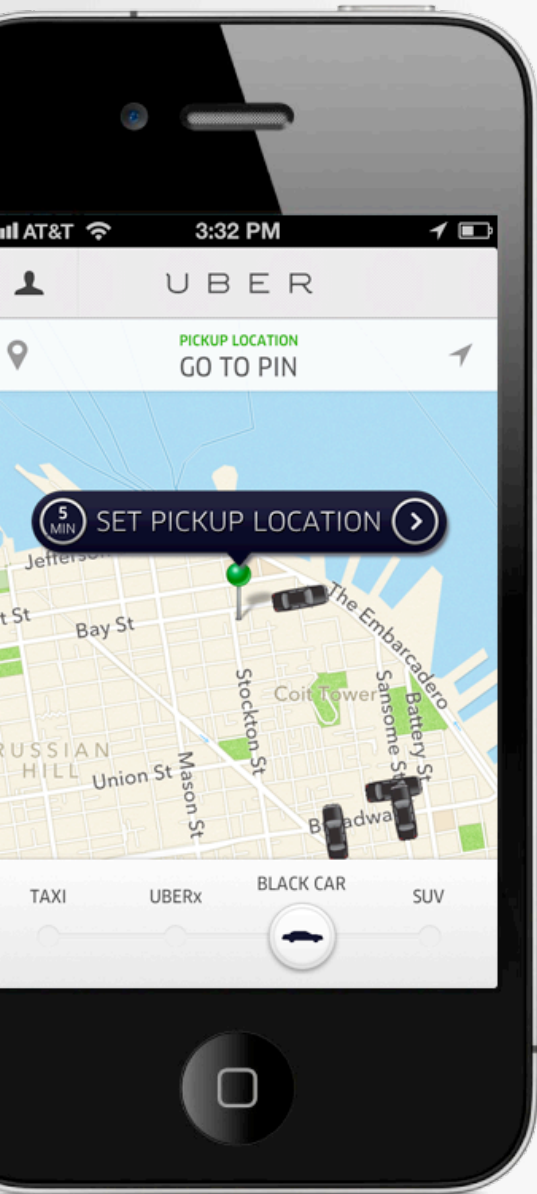 AT&T 3:32 PM
UBER
PICKUP LOCATION
GO TO PIN
5 MIN SET PICKUP LOCATION
t St
Bay St
The Embarcadero
Stockton St
Coit Tower
Sansome St
Battery St
RUSSIAN
HILL
Union St
Mason St
TAXI UBERx BLACK CAR SUV